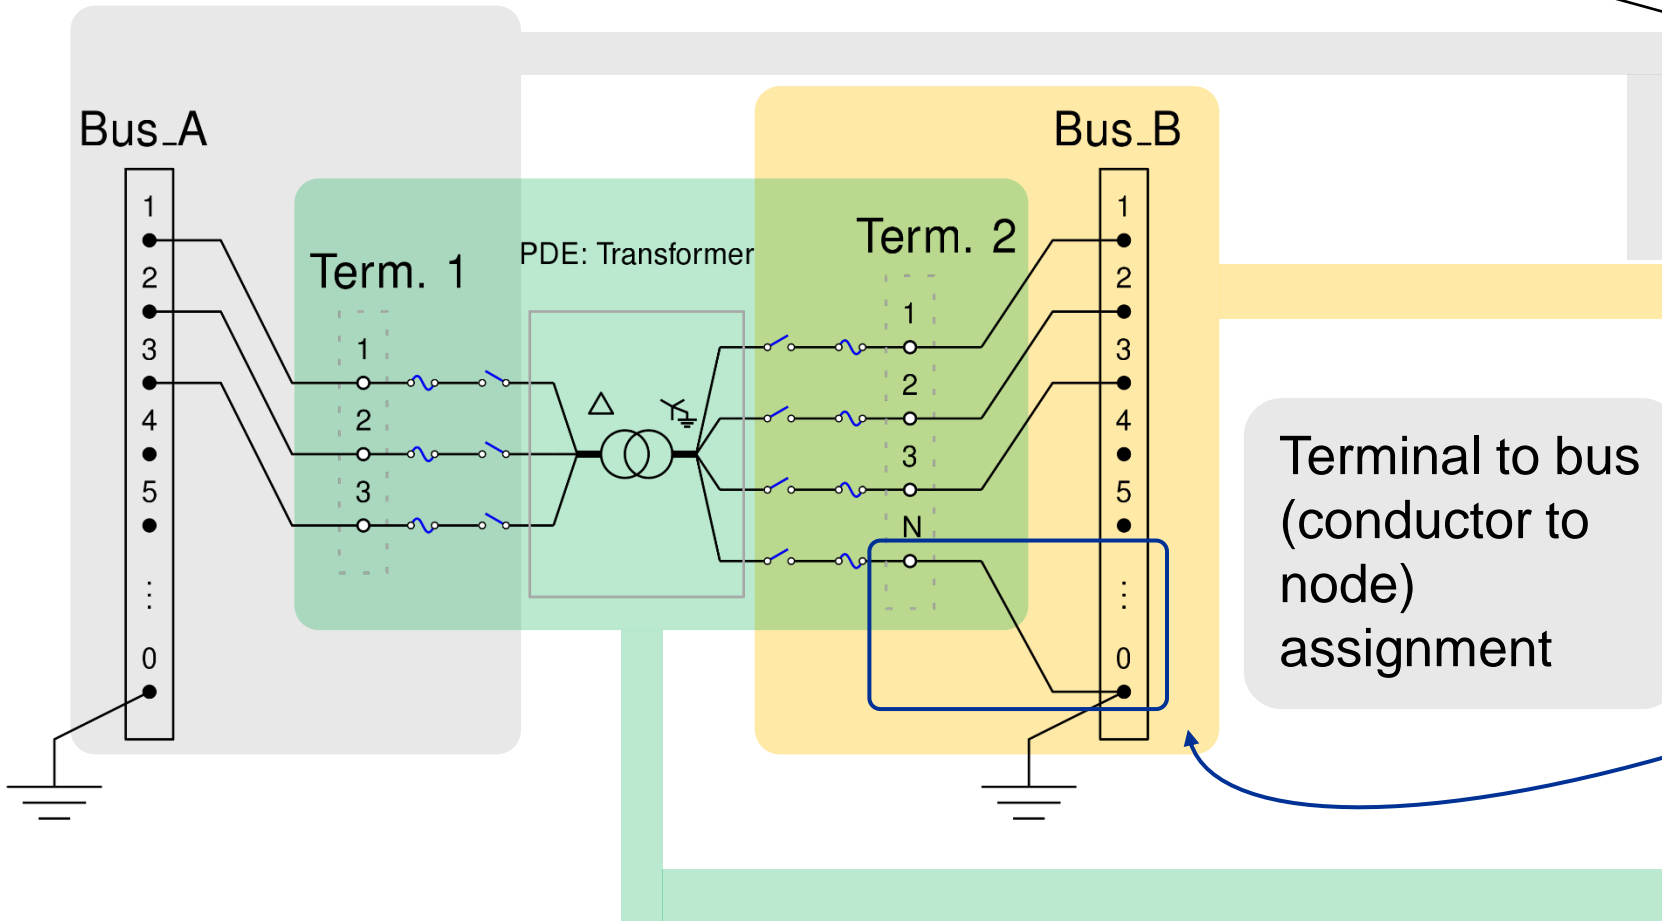 Bus_A
1
2
3
4
5
⋮
0
Term. 1
1
2
3
PDE: Transformer
Term. 2
1
2
3
N
Bus_B
1
2
3
4
5
⋮
0
Terminal to bus
(conductor to
node)
assignment